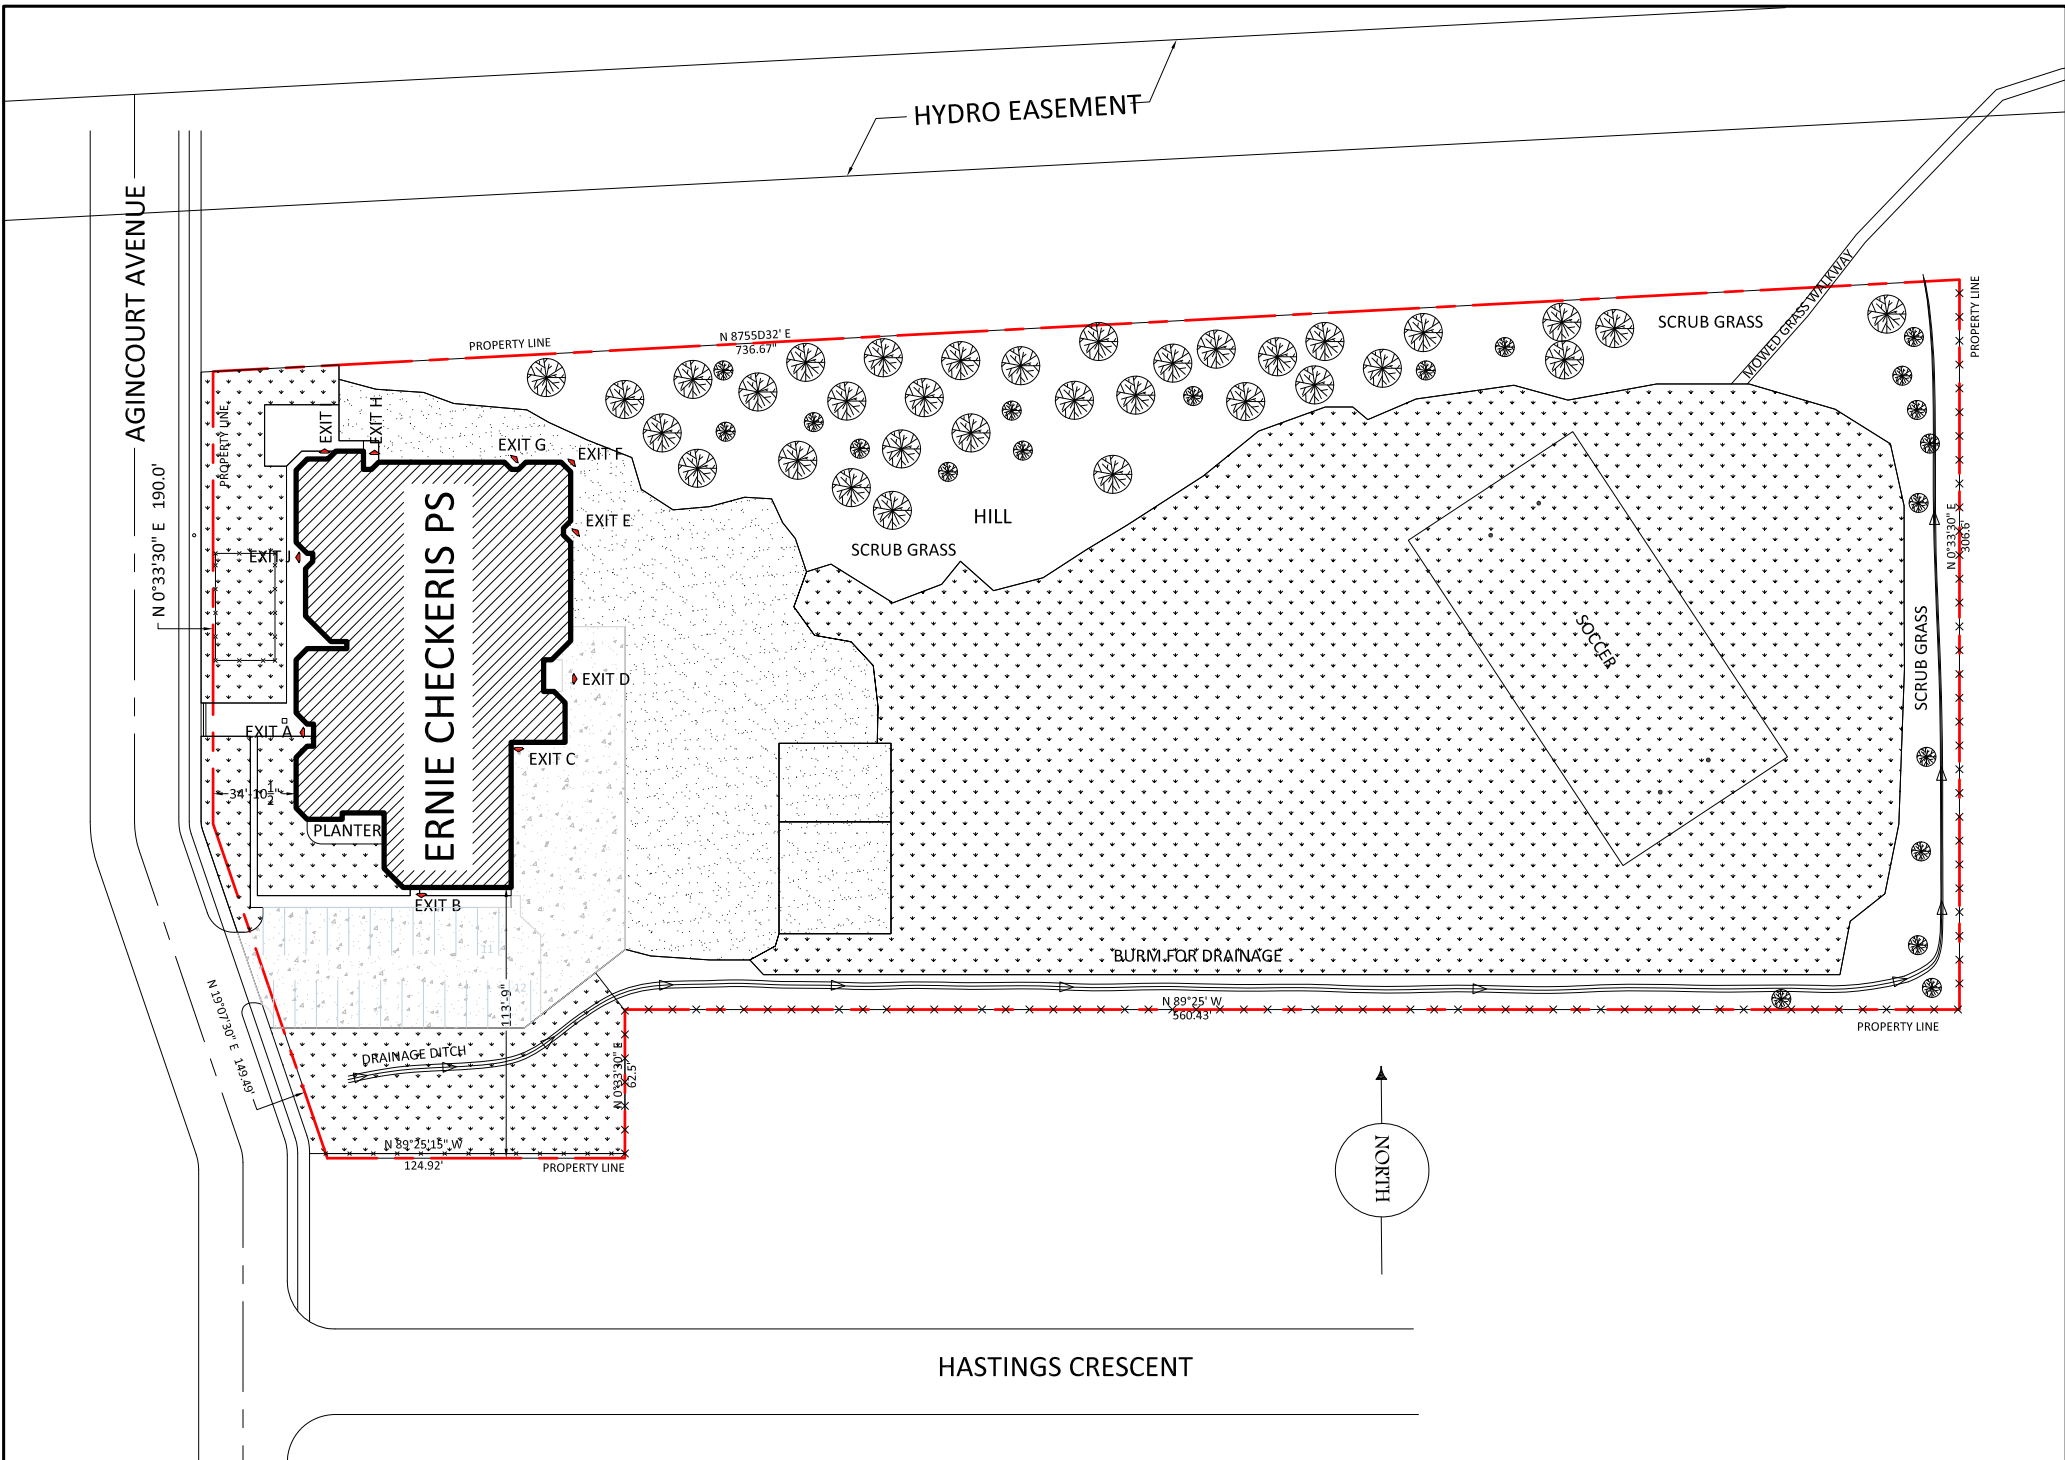 HYDRO EASEMENT
AGINCOURT AVENUE
N 0°33'30" E 190.0'
PROPERTY LINE
N 8755D32' E
736.67"
PROPERTY LINE
SCRUB GRASS
MOWED GRASS WALKWAY
PROPERTY LINE
EXIT
EXIT H
EXIT G
EXIT F
EXIT E
EXIT J
EXIT D
EXIT A
EXIT C
EXIT B
ERNIE CHECKERIS PS
34'-10 1/2"
PLANTER
HILL
SCRUB GRASS
SOCCER
SCRUB GRASS
N 0°33'30" E
306.6'
11
12
113'-9"
BURM FOR DRAINAGE
N 89°25' W
560.43'
PROPERTY LINE
N 19°07'30" E 149.49'
DRAINAGE DITCH
N 0°33'30" E
62.5'
N 89°25'15" W
124.92'
PROPERTY LINE
NORTH
HASTINGS CRESCENT